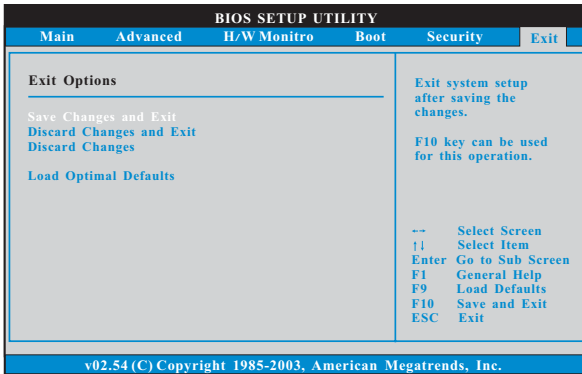 BIOS SETUP UTILITY
Main Advanced H/W Monitro Boot Security Exit
Exit Options
Save Changes and Exit
Discard Changes and Exit
Discard Changes
Load Optimal Defaults
Exit system setup
after saving the
changes.
F10 key can be used
for this operation.
←→ Select Screen
↑↓ Select Item
Enter Go to Sub Screen
F1 General Help
F9 Load Defaults
F10 Save and Exit
ESC Exit
v02.54 (C) Copyright 1985-2003, American Megatrends, Inc.